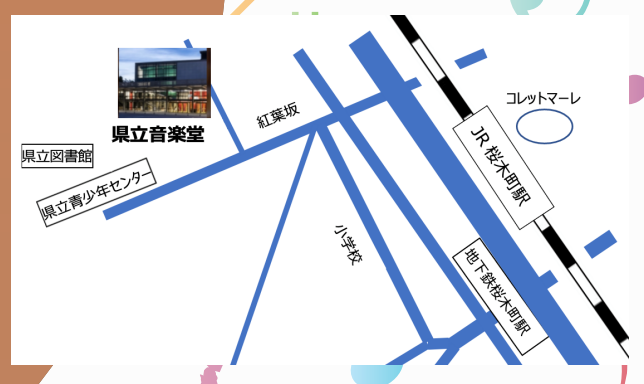 コレットマーレ
紅葉坂
県立音楽堂
県立図書館
県立青少年センター
JR 桜木町駅
小学校
地下鉄桜木町駅